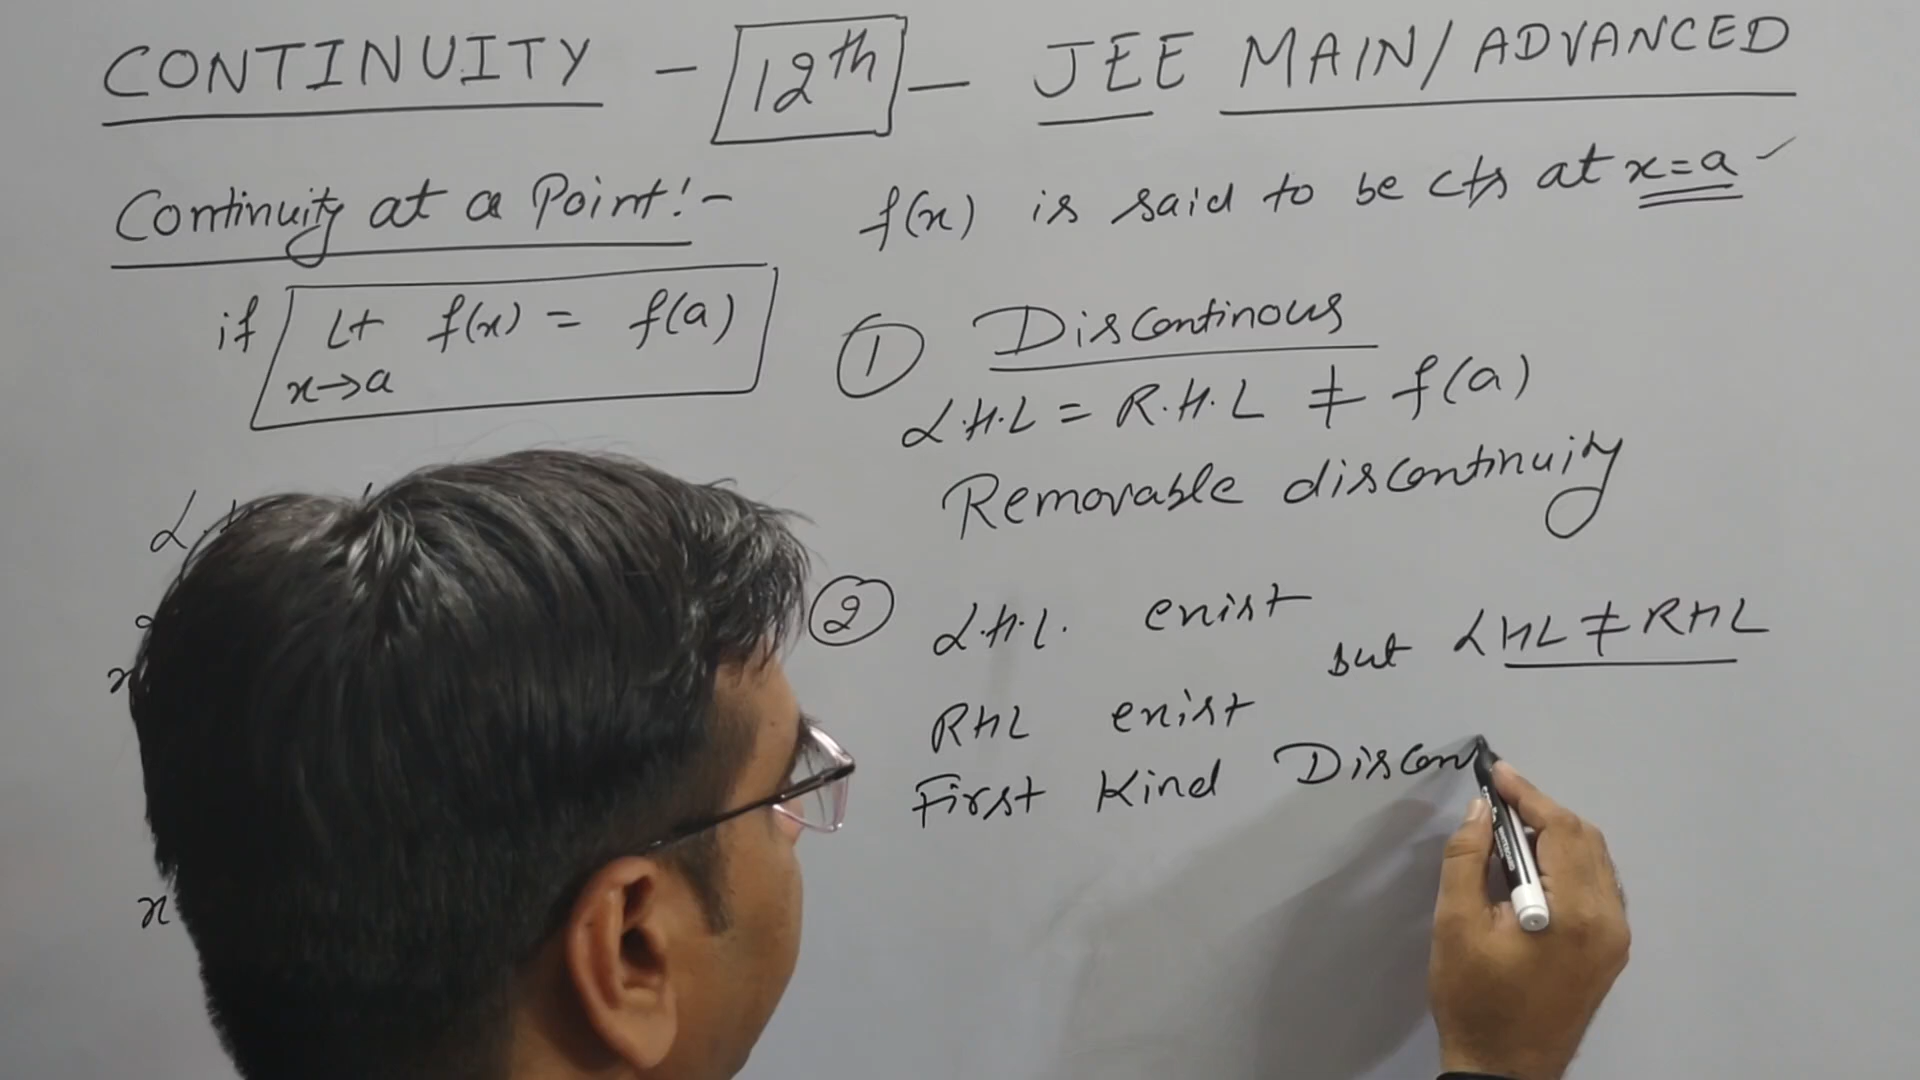 CONTINUITY - 12th - JEE MAIN/ADVANCED
Continuity at a Point:-
f(x) is said to be cts at x=a
if Lt f(x) = f(a)
x→a
① Discontinous
L.H.L = R.H.L ≠ f(a)
Removable discontinuity
② L.H.L. exist
but LHL ≠ RHL
RHL exist
First Kind Discon